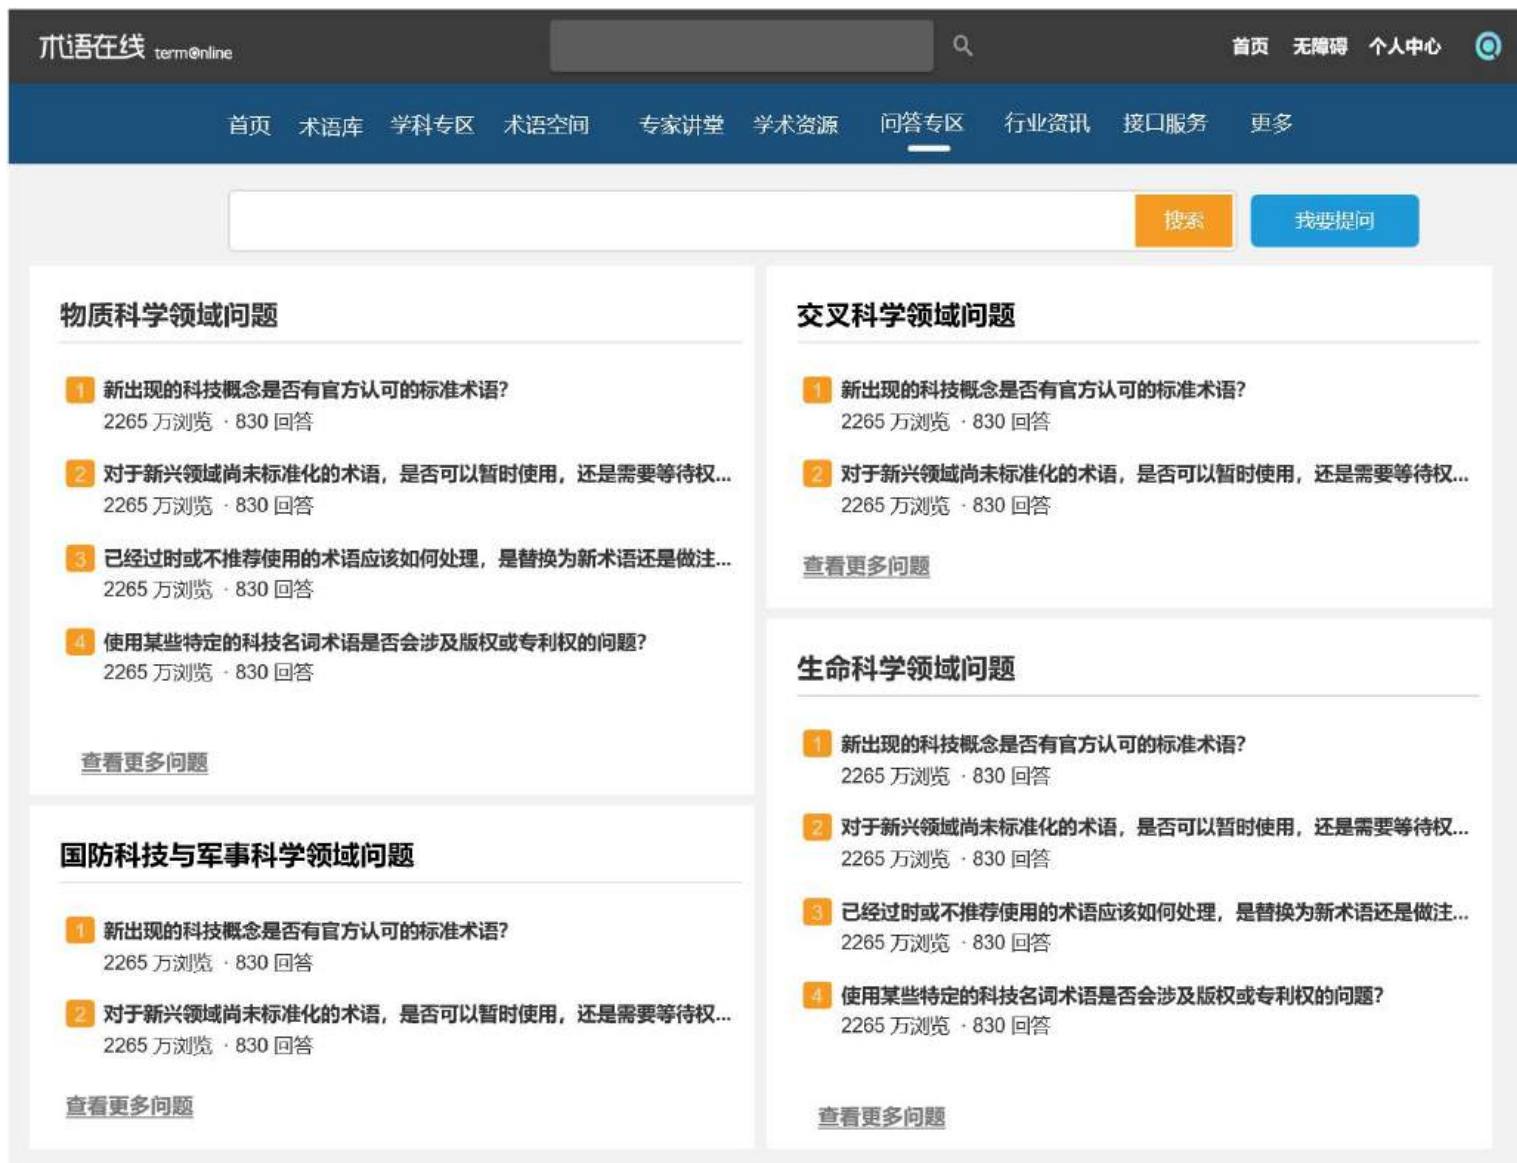 术语在线 term@nline
首页 无障碍 个人中心
首页 术语库 学科专区 术语空间 专家讲堂 学术资源 问答专区 行业资讯 接口服务 更多
搜索 我要提问
物质科学领域问题
1 新出现的科技概念是否有官方认可的标准术语?
2265 万浏览 · 830 回答
2 对于新兴领域尚未标准化的术语，是否可以暂时使用，还是需要等待权...
2265 万浏览 · 830 回答
3 已经过时或不推荐使用的术语应该如何处理，是替换为新术语还是做注...
2265 万浏览 · 830 回答
4 使用某些特定的科技名词术语是否会涉及版权或专利权的问题?
2265 万浏览 · 830 回答
查看更多问题
国防科技与军事科学领域问题
1 新出现的科技概念是否有官方认可的标准术语?
2265 万浏览 · 830 回答
2 对于新兴领域尚未标准化的术语，是否可以暂时使用，还是需要等待权...
2265 万浏览 · 830 回答
查看更多问题
交叉科学领域问题
1 新出现的科技概念是否有官方认可的标准术语?
2265 万浏览 · 830 回答
2 对于新兴领域尚未标准化的术语，是否可以暂时使用，还是需要等待权...
2265 万浏览 · 830 回答
查看更多问题
生命科学领域问题
1 新出现的科技概念是否有官方认可的标准术语?
2265 万浏览 · 830 回答
2 对于新兴领域尚未标准化的术语，是否可以暂时使用，还是需要等待权...
2265 万浏览 · 830 回答
3 已经过时或不推荐使用的术语应该如何处理，是替换为新术语还是做注...
2265 万浏览 · 830 回答
4 使用某些特定的科技名词术语是否会涉及版权或专利权的问题?
2265 万浏览 · 830 回答
查看更多问题